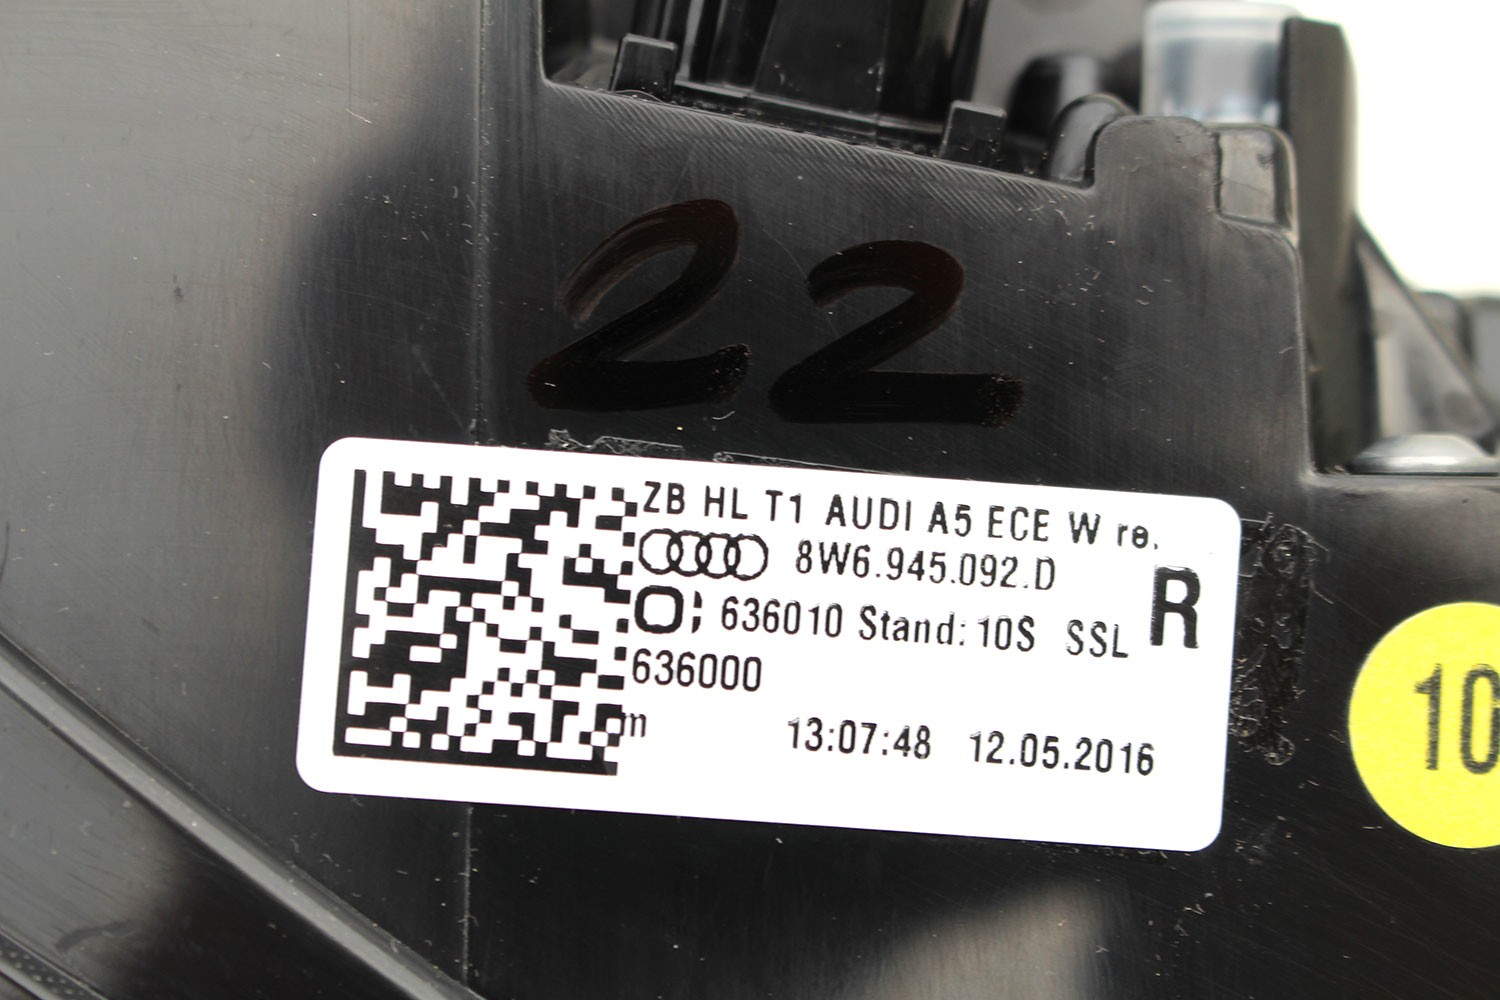 22
ZB HL T1 AUDI A5 ECE W re.
8W6.945.092.D
R
O; 636010 Stand: 10S SSL
636000
m 13:07:48 12.05.2016
10